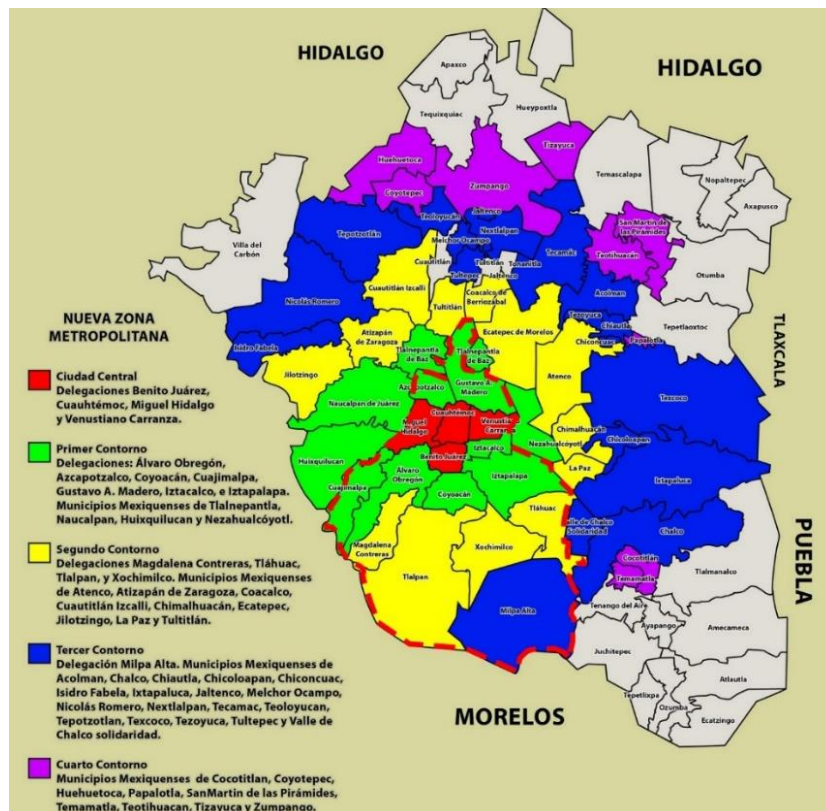 HIDALGO
HIDALGO
Apaxco
Tequixquiac
Hueypoxtla
Huehuetoca
Coyotepec
Zumpango
Tizayuca
Temascalapa
Nopaltepec
Axapusco
Villa del
Carbón
Tepotzotlán
Teoloyucán
Jaltenco
Nextlalpan
Melchor Ocampo
Cuautitlán
Tultitlán
Tultepec
Jaltenco
Tonanitla
Tecamác
San Martín de
las Pirámides
Teotihuacan
Otumba
Nicolás Romero
Cuautitlán Izcalli
Tultitlán
Coacalco de
Berriozabal
Acolman
Tezoyuca
Chiautla
Papalotla
Chiconcuac
Tepetlaoxtoc
TLAXCALA
Isidro Fabela
Atizapán
de Zaragoza
Ecatepec de Morelos
Tlalnepantla
de Baz
Tlalnepantla
de Baz
Atenco
Jilotzingo
Azcapotzalco
Gustavo A.
Madero
Naucalpan de Juárez
Texcoco
Cuauhtémoc
Miguel
Hidalgo
Venustiano
Carranza
Chimalhuacán
Chicoloapán
Nezahualcóyotl
Iztacalco
Benito Juárez
La Paz
Huixquilucan
Álvaro
Obregón
Iztapalapa
Ixtapaluca
Cuajimalpa
Coyoacán
Tláhuac
Valle de Chalco
Solidaridad
Chalco
Magdalena
Contreras
Xochimilco
Tlalpan
Cocotitlán
Temamatla
Tlalmanalco
PUEBLA
Milpa Alta
Tenango del Aire
Ayapango
Amecameca
Juchitepec
Tepetlixpa
Ozumba
Atlautla
Ecatzingo
MORELOS
NUEVA ZONA
METROPOLITANA
Ciudad Central
Delegaciones Benito Juárez,
Cuauhtémoc, Miguel Hidalgo
y Venustiano Carranza.
Primer Contorno
Delegaciones: Álvaro Obregón,
Azcapotzalco, Coyoacán, Cuajimalpa,
Gustavo A. Madero, Iztacalco, e Iztapalapa.
Municipios Mexiquenses de Tlalnepantla,
Naucalpan, Huixquilucan y Nezahualcóyotl.
Segundo Contorno
Delegaciones Magdalena Contreras, Tláhuac,
Tlalpan, y Xochimilco. Municipios Mexiquenses
de Atenco, Atizapán de Zaragoza, Coacalco,
Cuautitlán Izcalli, Chimalhuacán, Ecatepec,
Jilotzingo, La Paz y Tultitlán.
Tercer Contorno
Delegación Milpa Alta. Municipios Mexiquenses de
Acolman, Chalco, Chiautla, Chicoloapan, Chiconcuac,
Isidro Fabela, Ixtapaluca, Jaltenco, Melchor Ocampo,
Nicolás Romero, Nextlalpan, Tecamac, Teoloyucan,
Tepotzotlan, Texcoco, Tezoyuca, Tultepec y Valle de
Chalco solidaridad.
Cuarto Contorno
Municipios Mexiquenses de Cocotitlan, Coyotepec,
Huehuetoca, Papalotla, SanMartin de las Pirámides,
Temamatla, Teotihuacan, Tizayuca y Zumpango.